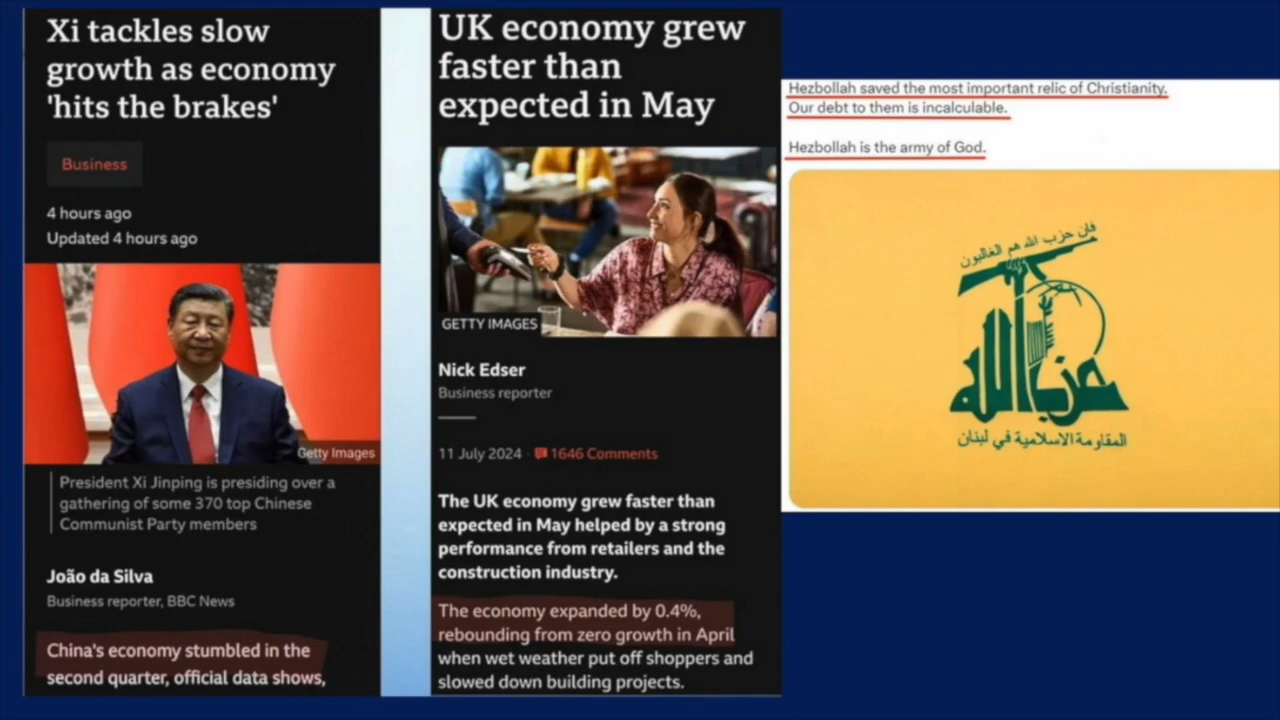 Xi tackles slow
growth as economy
'hits the brakes'
Business
4 hours ago
Updated 4 hours ago
Getty Images
President Xi Jinping is presiding over a
gathering of some 370 top Chinese
Communist Party members
João da Silva
Business reporter, BBC News
China's economy stumbled in the
second quarter, official data shows,
UK economy grew
faster than
expected in May
GETTY IMAGES
Nick Edser
Business reporter
11 July 2024 · 1646 Comments
The UK economy grew faster than
expected in May helped by a strong
performance from retailers and the
construction industry.
The economy expanded by 0.4%,
rebounding from zero growth in April
when wet weather put off shoppers and
slowed down building projects.
Hezbollah saved the most important relic of Christianity.
Our debt to them is incalculable.
Hezbollah is the army of God.
فإن حزب الله هم الغالبون
حزب الله
المقاومة الاسلامية في لبنان